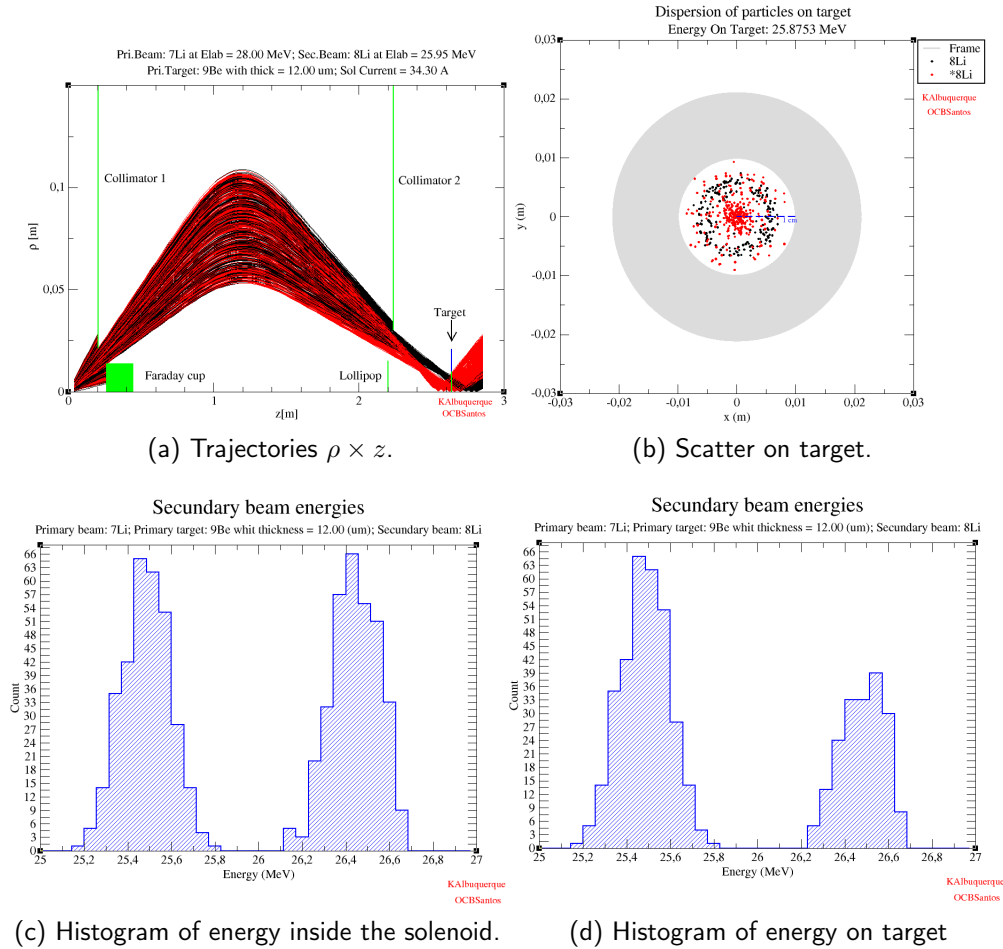 Pri.Beam: 7Li at Elab = 28.00 MeV; Sec.Beam: 8Li at Elab = 25.95 MeV
Pri.Target: 9Be with thick = 12.00 um; Sol Current = 34.30 A
0,1
0,05
0
ρ [m]
Collimator 1
Collimator 2
Target
Faraday cup
Lollipop
0
1
2
3
z[m]
KAlbuquerque
OCBSantos
(a) Trajectories ρ × z.
Dispersion of particles on target
Energy On Target: 25.8753 MeV
0,03
0,02
0,01
0
-0,01
-0,02
-0,03
y (m)
1 cm
-0,03
-0,02
-0,01
0
0,01
0,02
0,03
x (m)
Frame
8Li
*8Li
KAlbuquerque
OCBSantos
(b) Scatter on target.
Secundary beam energies
Primary beam: 7Li; Primary target: 9Be whit thickness = 12.00 (um); Secundary beam: 8Li
66
63
60
57
54
51
48
45
42
39
36
33
30
27
24
21
18
15
12
9
6
3
0
Count
25
25,2
25,4
25,6
25,8
26
26,2
26,4
26,6
26,8
27
Energy (MeV)
KAlbuquerque
OCBSantos
(c) Histogram of energy inside the solenoid.
Secundary beam energies
Primary beam: 7Li; Primary target: 9Be whit thickness = 12.00 (um); Secundary beam: 8Li
66
63
60
57
54
51
48
45
42
39
36
33
30
27
24
21
18
15
12
9
6
3
0
Count
25
25,2
25,4
25,6
25,8
26
26,2
26,4
26,6
26,8
27
Energy (MeV)
KAlbuquerque
OCBSantos
(d) Histogram of energy on target